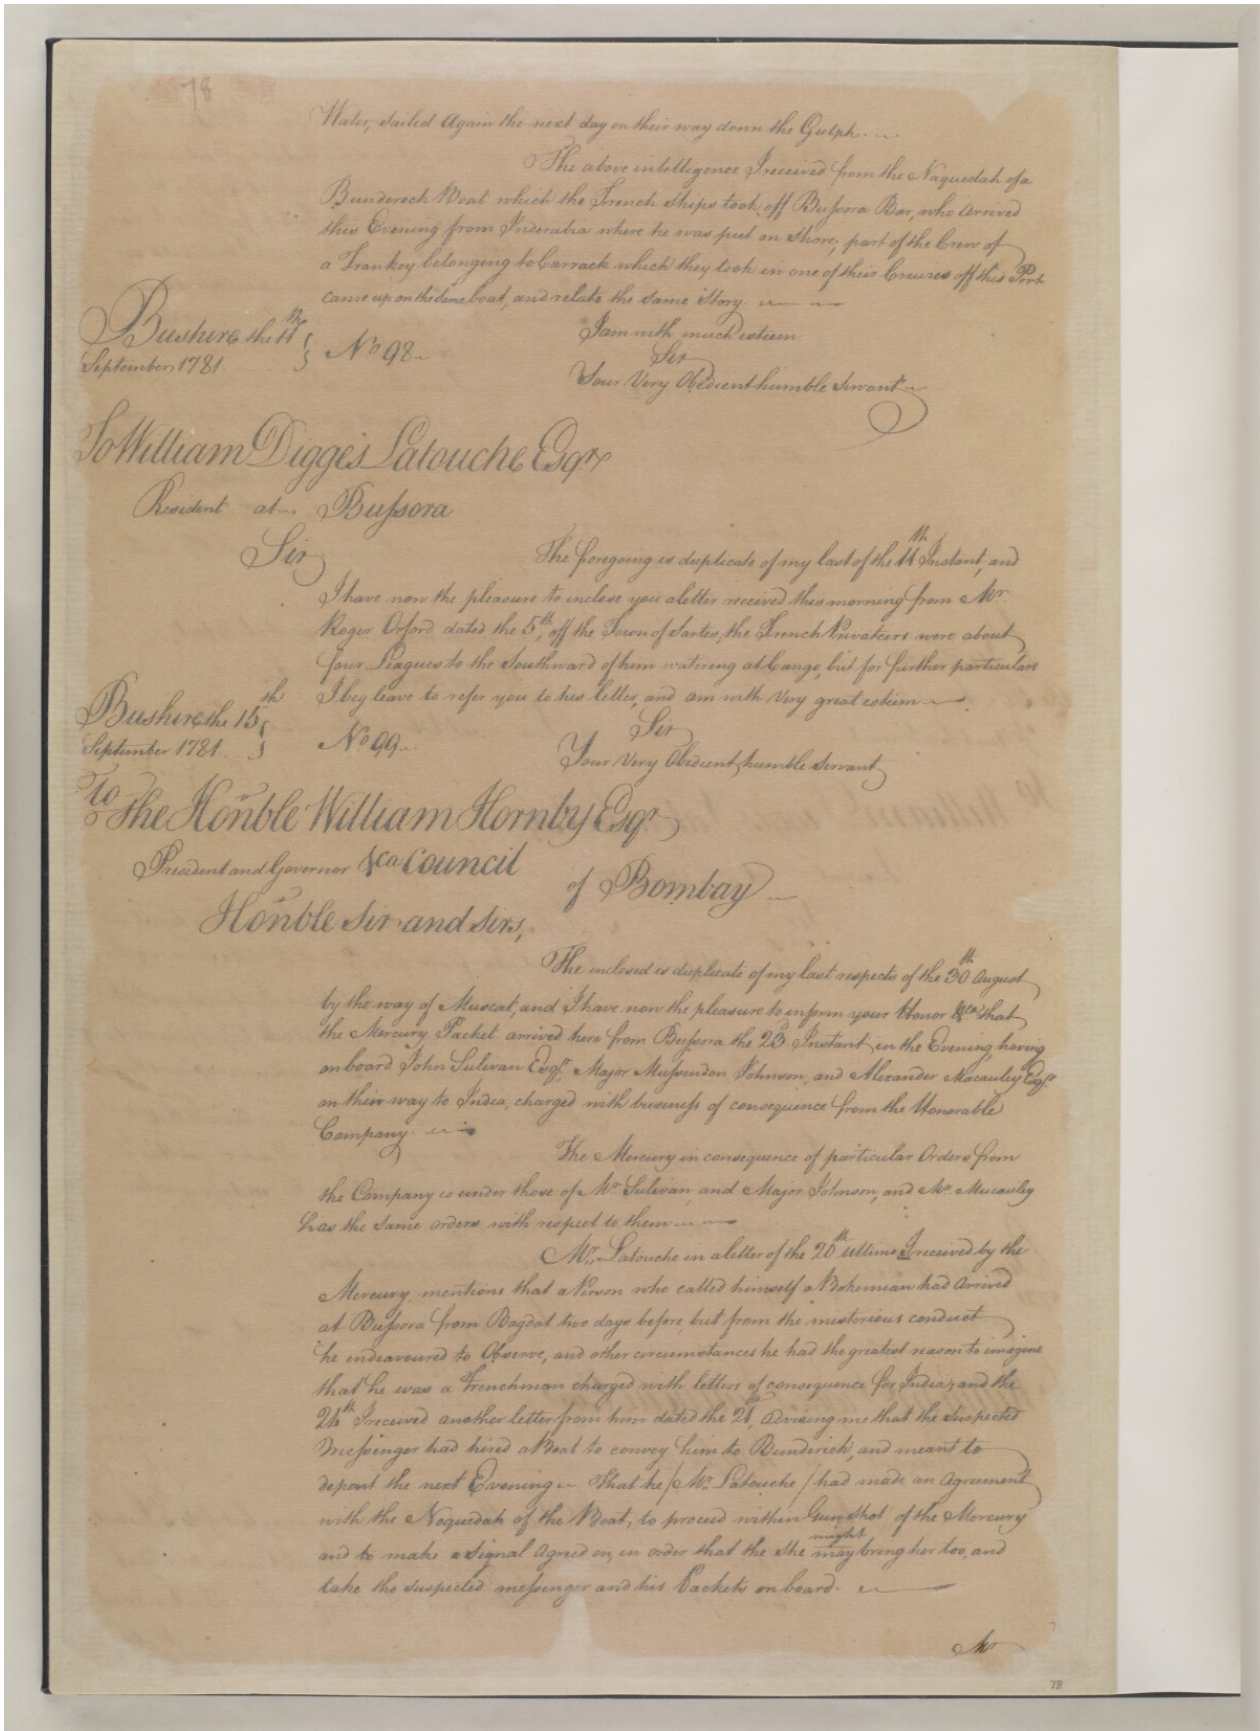 78
Water, sailed Again the next day on their way down the Gulph.
The above intelligence I received from the Naquedah of a
Bundereck Boat which the French Ships took off Bussora Bar, who Arrived
this Evening from Inderabia where he was put on Shore; part of the Crew of
a Trankey belonging to Carrack which they took in one of their Cruizes off this Port
came up on the same boat, and relate the same Story.
I am with much esteem
Bushire the 11th
Sir
No 98
September 1781
Your Very Obedient humble Servant
To William Digges Latouche Esqr
Resident at Bussora
Sir
The foregoing is duplicate of my last of the 11th Instant, and
I have now the pleasure to inclose you a letter received this morning from Mr
Roger Orford dated the 5th, off the Town of Sartes, the French Privateers were about
four Leagues to the Southward of him watering at Congo, but for further particulars
I beg leave to refer you to his letter, and am with Very great esteem
Bushire the 15th
Sir
September 1781
No 99
Your Very Obedient humble Servant
To
The Honble William Hornby Esqr
President and Governor &ca Council
of Bombay
Honble Sir and Sirs,
The inclosed is duplicate of my last respects of the 30th August
by the way of Muscat, and I have now the pleasure to inform your Honor &ca that
the Mercury Packet arrived here from Bussora the 23d Instant in the Evening, having
on board John Sulivan Esqr, Major Mussendon Johnson, and Alexander Macauley Esqr
on their way to India, charged with business of consequence from the Honorable
Company.
The Mercury in consequence of particular Orders from
the Company is under those of Mr Sulivan, and Major Johnson, and Mr. Macauley
has the same orders with respect to them
Mr. Latouche in a letter of the 20th ultimo I received by the
Mercury, mentions that a Person who called himself a Bohemian had Arrived
at Bussora from Bagdat two days before, but from the misterious conduct
he endeavoured to Observe, and other circumstances he had the greatest reason to imagine
that he was a Frenchman charged with letters of consequence for India; and the
24th I received another letter from him dated the 21, advising me that the suspected
Messinger had hired a Boat to convey him to Bunderick, and meant to
depart the next Evening - that he / Mr. Latouche / had made an Agreement
with the Noquedah of the Boat, to proceed within Gun Shot of the Mercury
and to make a Signal Agreed on, in order that the She may might bring her too, and
take the suspected messinger and his Packets on board.
Mr
78